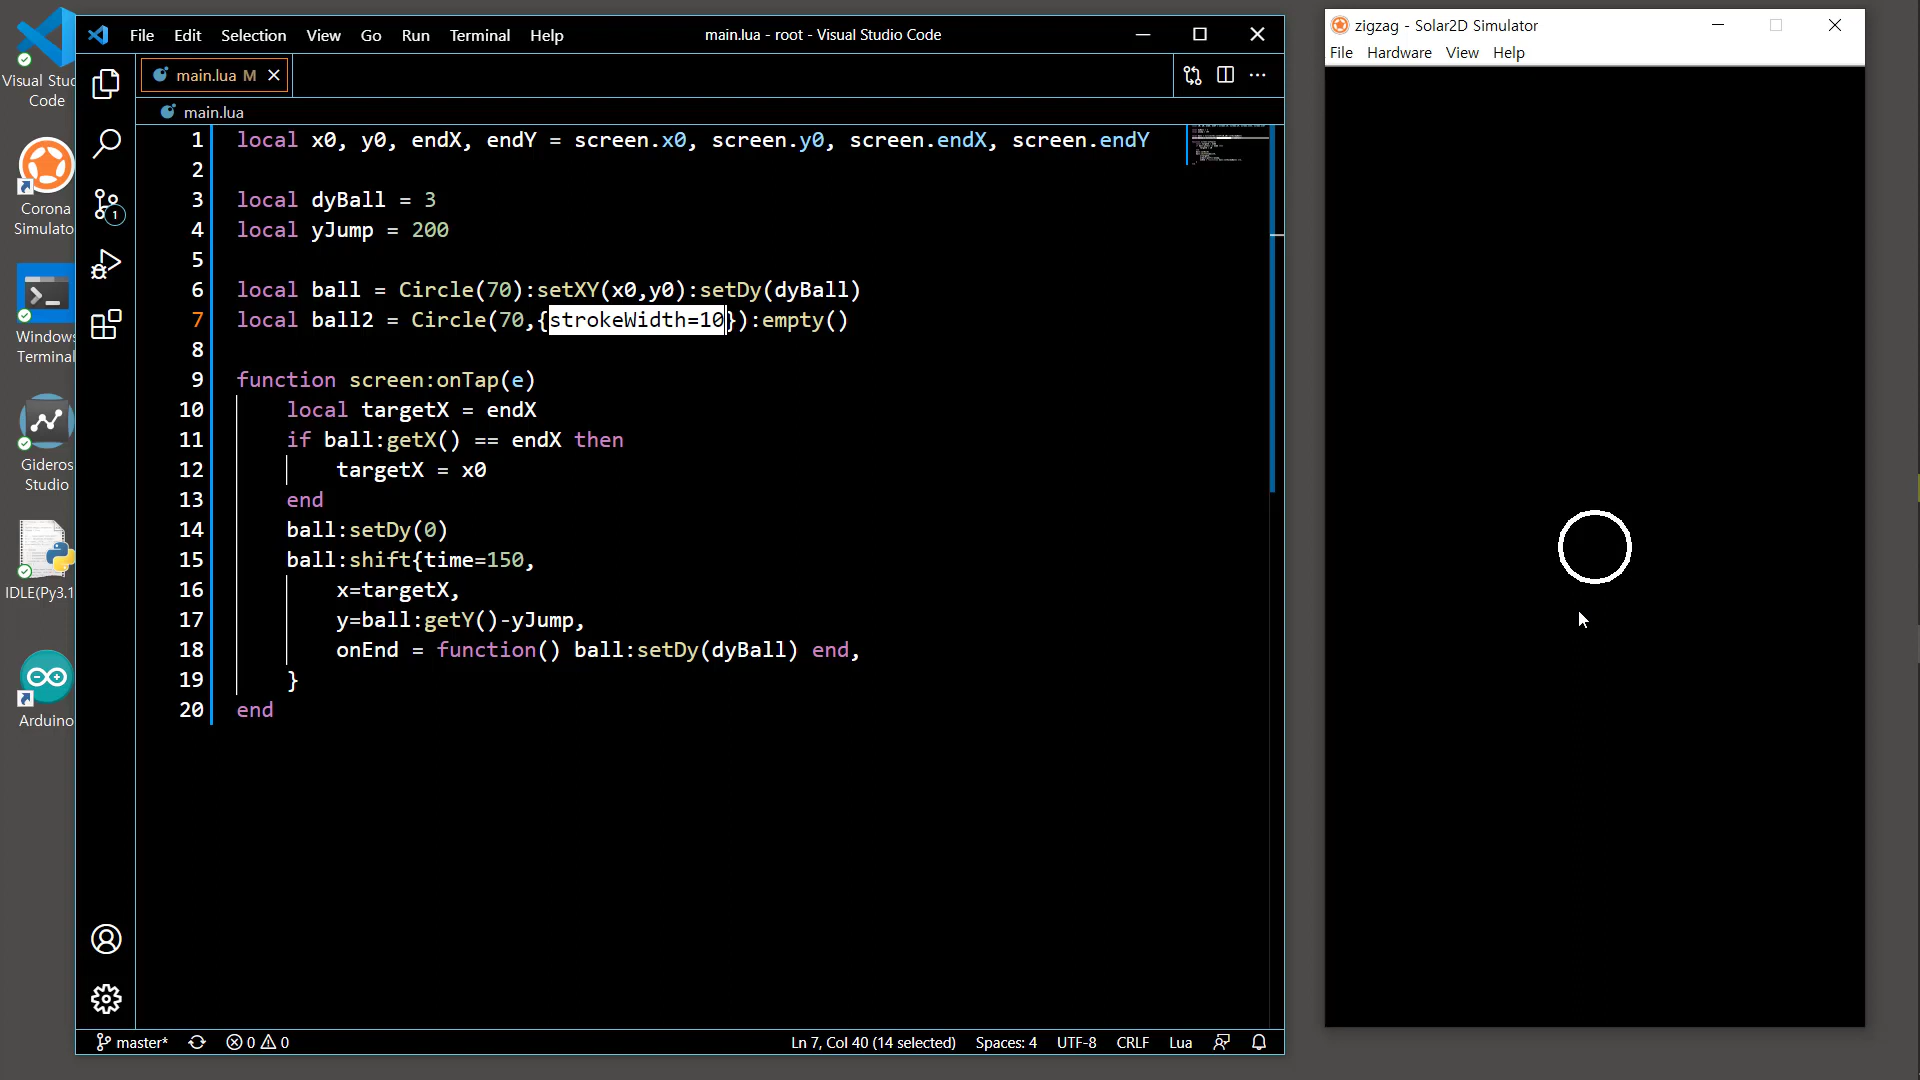 Visual Stuc
Code
Corona
Simulato
Windows
Terminal
Gideros
Studio
IDLE(Py3.1
Arduino
File Edit Selection View Go Run Terminal Help
main.lua - root - Visual Studio Code
main.lua M
main.lua
1 local x0, y0, endX, endY = screen.x0, screen.y0, screen.endX, screen.endY
2
3 local dyBall = 3
4 local yJump = 200
5
6 local ball = Circle(70):setXY(x0,y0):setDy(dyBall)
7 local ball2 = Circle(70,{strokeWidth=10}):empty()
8
9 function screen:onTap(e)
10 local targetX = endX
11 if ball:getX() == endX then
12 targetX = x0
13 end
14 ball:setDy(0)
15 ball:shift{time=150,
16 x=targetX,
17 y=ball:getY()-yJump,
18 onEnd = function() ball:setDy(dyBall) end,
19 }
20 end
1
master* 0 0
Ln 7, Col 40 (14 selected) Spaces: 4 UTF-8 CRLF Lua
zigzag - Solar2D Simulator
File Hardware View Help